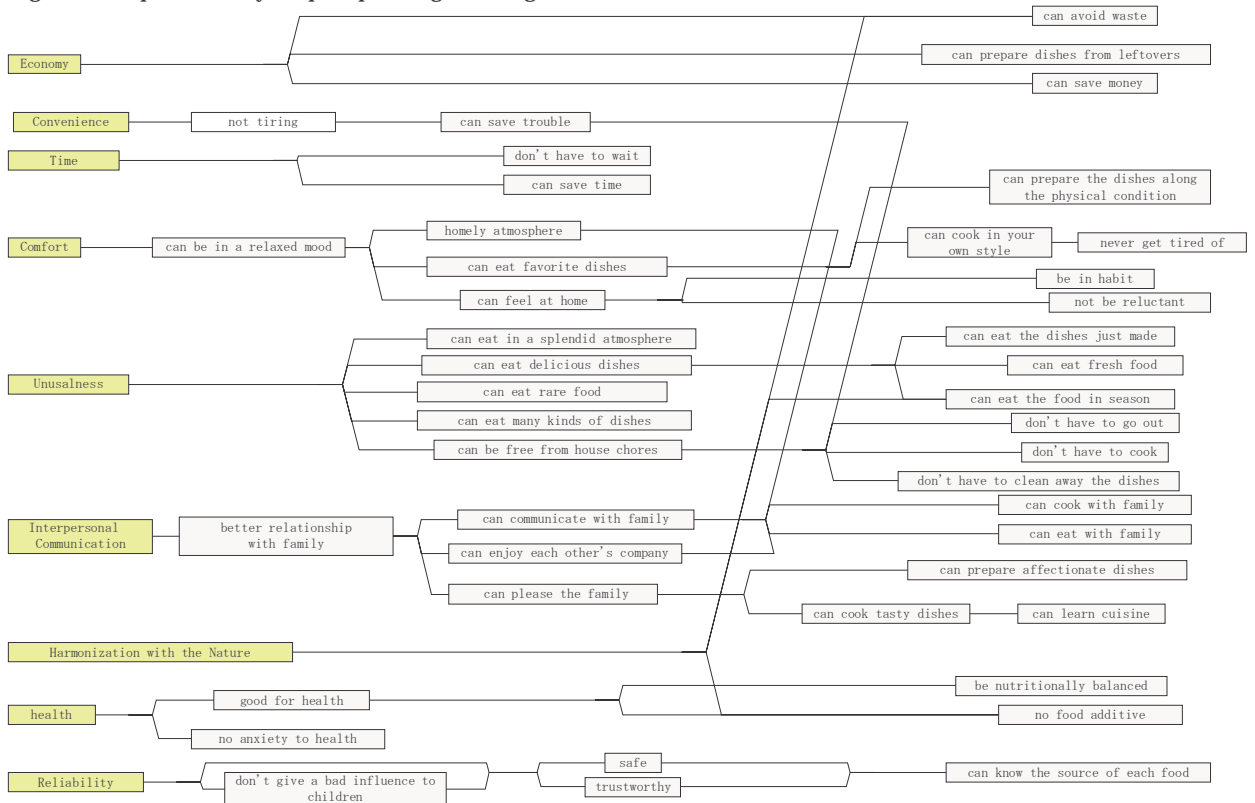 can avoid waste
can prepare dishes from leftovers
Economy
can save money
Convenience
not tiring
can save trouble
Time
don't have to wait
can save time
can prepare the dishes along
the physical condition
Comfort
can be in a relaxed mood
homely atmosphere
can eat favorite dishes
can feel at home
can cook in your
own style
never get tired of
be in habit
not be reluctant
Unusalness
can eat in a splendid atmosphere
can eat delicious dishes
can eat rare food
can eat many kinds of dishes
can be free from house chores
can eat the dishes just made
can eat fresh food
can eat the food in season
don't have to go out
don't have to cook
don't have to clean away the dishes
Interpersonal
Communication
better relationship
with family
can communicate with family
can enjoy each other's company
can please the family
can cook with family
can eat with family
can prepare affectionate dishes
can cook tasty dishes
can learn cuisine
Harmonization with the Nature
health
good for health
no anxiety to health
be nutritionally balanced
no food additive
Reliability
don't give a bad influence to
children
safe
trustworthy
can know the source of each food